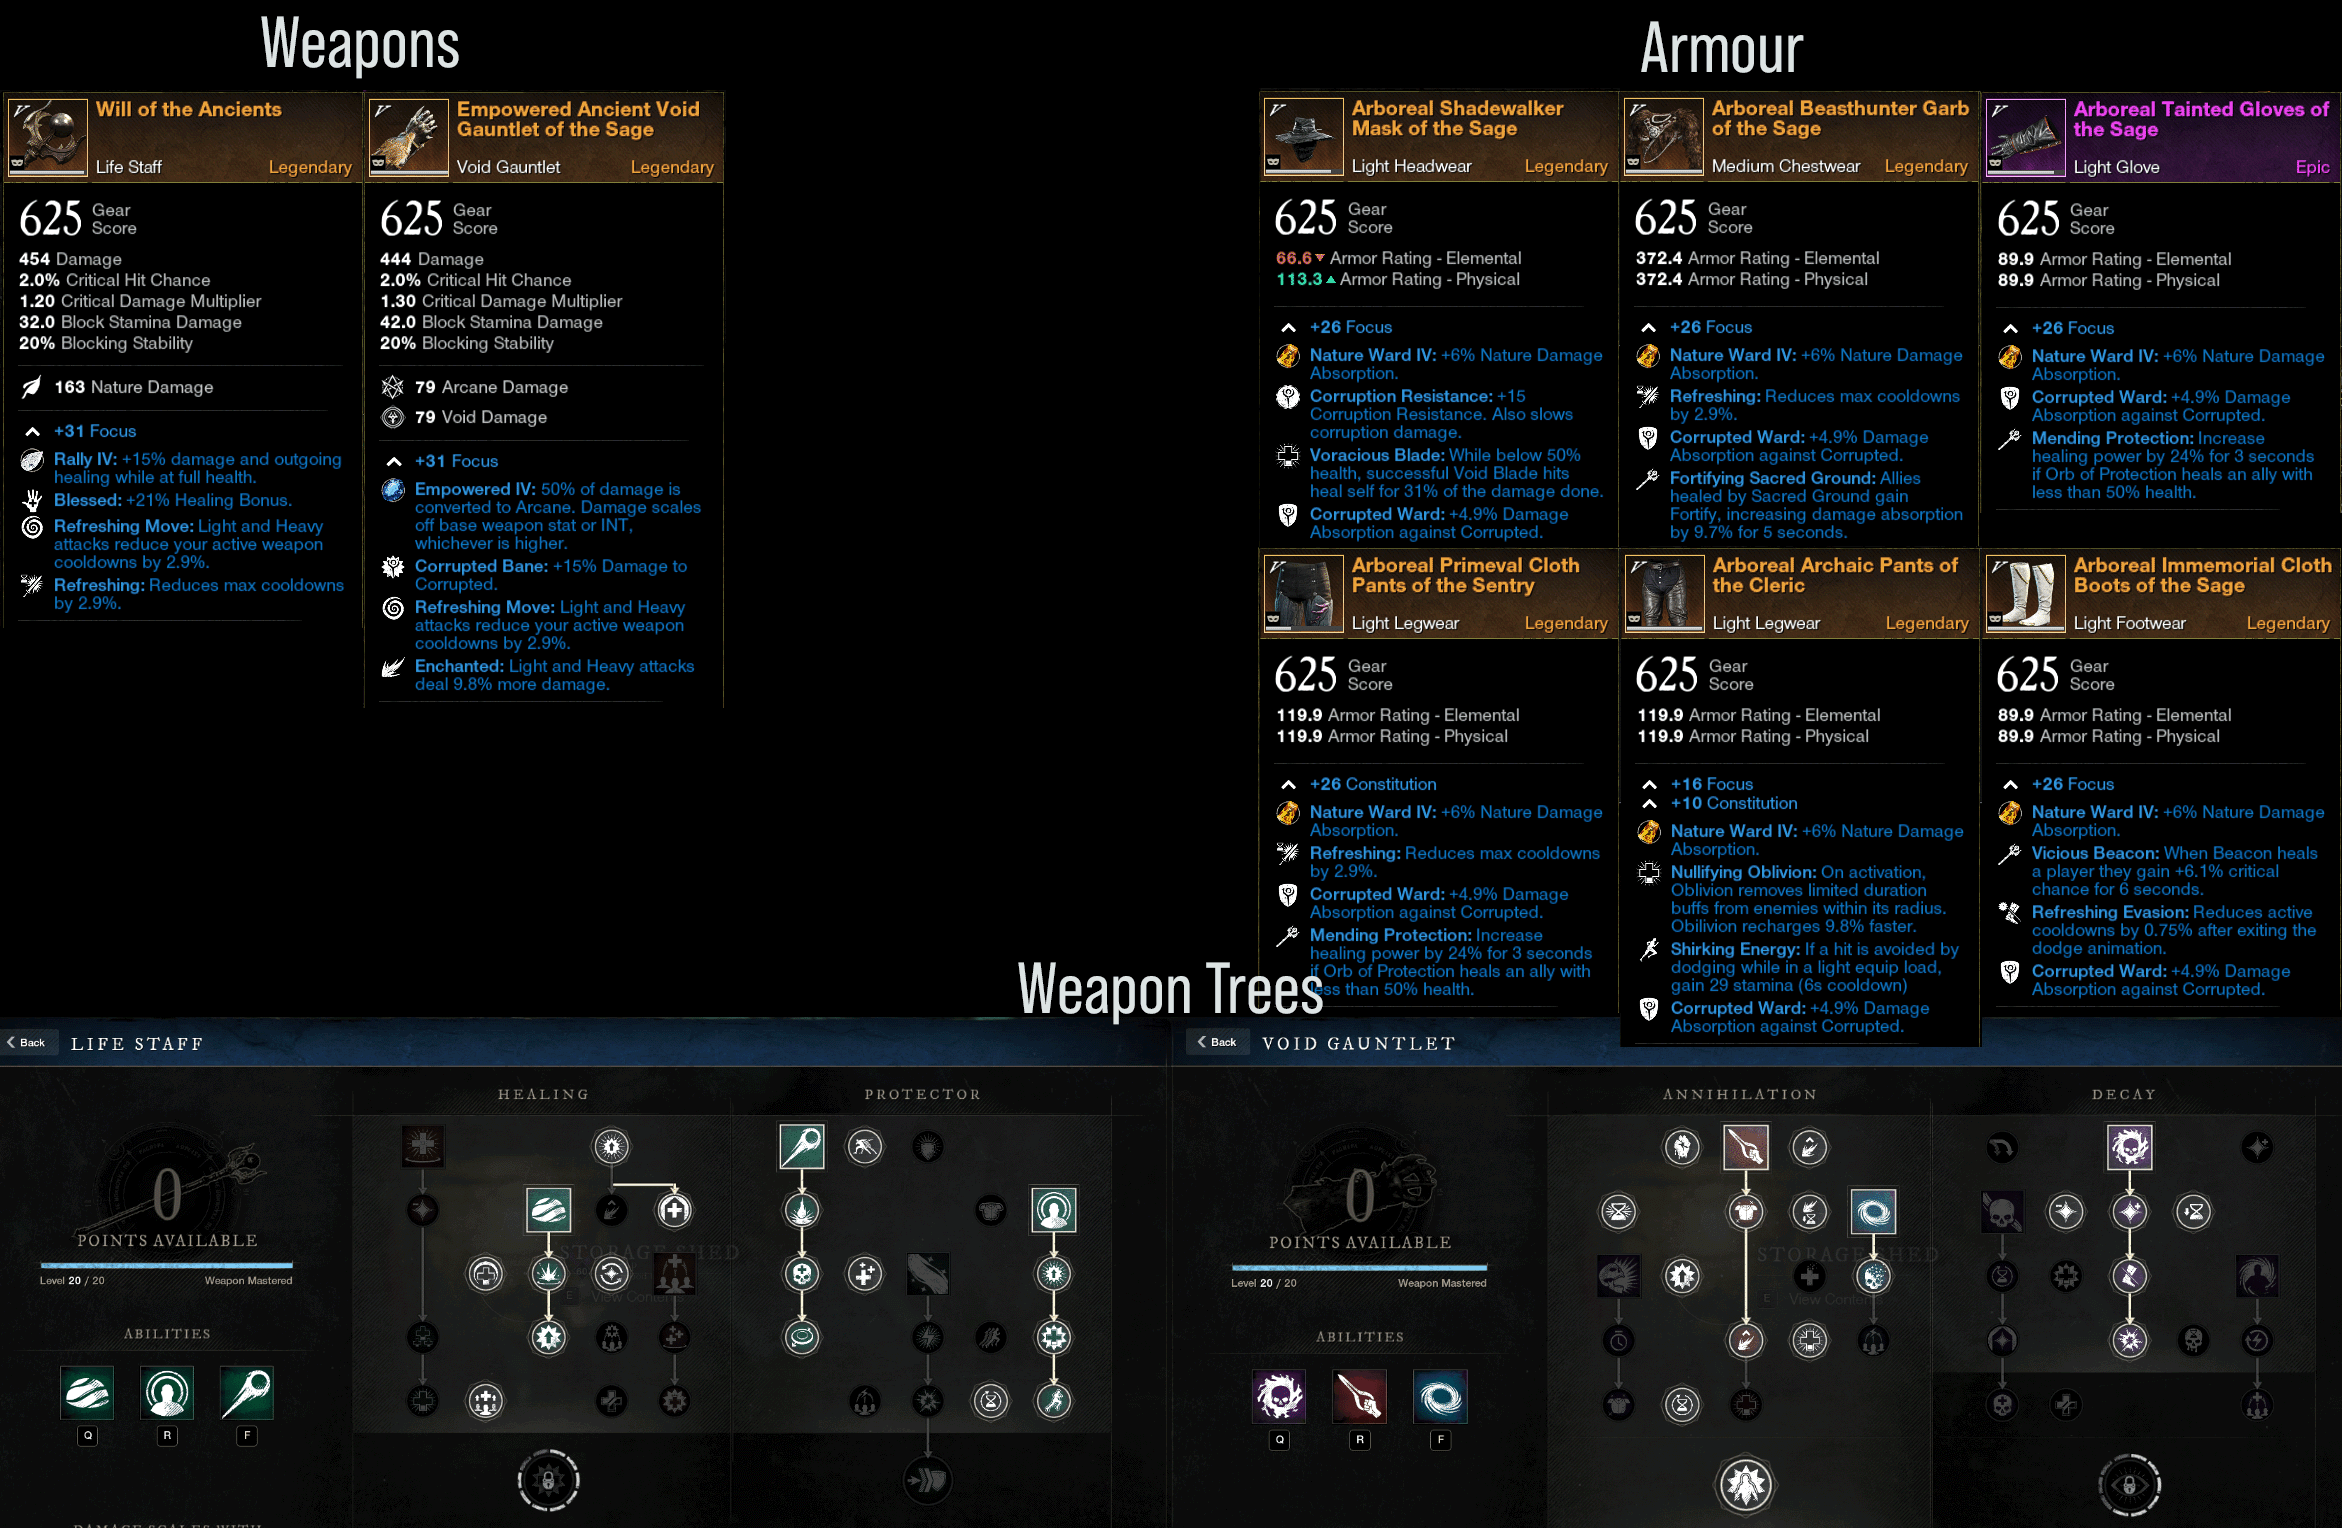 Weapons
Armour
Will of the Ancients
Life Staff
Legendary
625 Gear Score
454 Damage
2.0% Critical Hit Chance
1.20 Critical Damage Multiplier
32.0 Block Stamina Damage
20% Blocking Stability
163 Nature Damage
+31 Focus
Rally IV: +15% damage and outgoing
healing while at full health.
Blessed: +21% Healing Bonus.
Refreshing Move: Light and Heavy
attacks reduce your active weapon
cooldowns by 2.9%.
Refreshing: Reduces max cooldowns
by 2.9%.
Empowered Ancient Void
Gauntlet of the Sage
Void Gauntlet
Legendary
625 Gear Score
444 Damage
2.0% Critical Hit Chance
1.30 Critical Damage Multiplier
42.0 Block Stamina Damage
20% Blocking Stability
79 Arcane Damage
79 Void Damage
+31 Focus
Empowered IV: 50% of damage is
converted to Arcane. Damage scales
off base weapon stat or INT,
whichever is higher.
Corrupted Bane: +15% Damage to
Corrupted.
Refreshing Move: Light and Heavy
attacks reduce your active weapon
cooldowns by 2.9%.
Enchanted: Light and Heavy attacks
deal 9.8% more damage.
Arboreal Shadewalker
Mask of the Sage
Light Headwear
Legendary
625 Gear Score
66.6 Armor Rating - Elemental
113.3 Armor Rating - Physical
+26 Focus
Nature Ward IV: +6% Nature Damage
Absorption.
Corruption Resistance: +15
Corruption Resistance. Also slows
corruption damage.
Voracious Blade: While below 50%
health, successful Void Blade hits
heal self for 31% of the damage done.
Corrupted Ward: +4.9% Damage
Absorption against Corrupted.
Arboreal Beasthunter Garb
of the Sage
Medium Chestwear
Legendary
625 Gear Score
372.4 Armor Rating - Elemental
372.4 Armor Rating - Physical
+26 Focus
Nature Ward IV: +6% Nature Damage
Absorption.
Refreshing: Reduces max cooldowns
by 2.9%.
Corrupted Ward: +4.9% Damage
Absorption against Corrupted.
Fortifying Sacred Ground: Allies
healed by Sacred Ground gain
Fortify, increasing damage absorption
by 9.7% for 5 seconds.
Arboreal Tainted Gloves of
the Sage
Light Glove
Epic
625 Gear Score
89.9 Armor Rating - Elemental
89.9 Armor Rating - Physical
+26 Focus
Nature Ward IV: +6% Nature Damage
Absorption.
Corrupted Ward: +4.9% Damage
Absorption against Corrupted.
Mending Protection: Increase
healing power by 24% for 3 seconds
if Orb of Protection heals an ally with
less than 50% health.
Arboreal Primeval Cloth
Pants of the Sentry
Light Legwear
Legendary
625 Gear Score
119.9 Armor Rating - Elemental
119.9 Armor Rating - Physical
+26 Constitution
Nature Ward IV: +6% Nature Damage
Absorption.
Refreshing: Reduces max cooldowns
by 2.9%.
Corrupted Ward: +4.9% Damage
Absorption against Corrupted.
Mending Protection: Increase
healing power by 24% for 3 seconds
if Orb of Protection heals an ally with
less than 50% health.
Arboreal Archaic Pants of
the Cleric
Light Legwear
Legendary
625 Gear Score
119.9 Armor Rating - Elemental
119.9 Armor Rating - Physical
+16 Focus
+10 Constitution
Nature Ward IV: +6% Nature Damage
Absorption.
Nullifying Oblivion: On activation,
Oblivion removes limited duration
buffs from enemies within its radius.
Obilivion recharges 9.8% faster.
Shirking Energy: If a hit is avoided by
dodging while in a light equip load,
gain 29 stamina (6s cooldown)
Corrupted Ward: +4.9% Damage
Absorption against Corrupted.
Arboreal Immemorial Cloth
Boots of the Sage
Light Footwear
Legendary
625 Gear Score
89.9 Armor Rating - Elemental
89.9 Armor Rating - Physical
+26 Focus
Nature Ward IV: +6% Nature Damage
Absorption.
Vicious Beacon: When Beacon heals
a player they gain +6.1% critical
chance for 6 seconds.
Refreshing Evasion: Reduces active
cooldowns by 0.75% after exiting the
dodge animation.
Corrupted Ward: +4.9% Damage
Absorption against Corrupted.
Weapon Trees
Back
LIFE STAFF
HEALING
PROTECTOR
0
POINTS AVAILABLE
Level 20 / 20
Weapon Mastered
STORAGE SHED
E
ABILITIES
Q
R
F
DAMAGE SCALES WITH
Back
VOID GAUNTLET
ANNIHILATION
DECAY
0
POINTS AVAILABLE
Level 20 / 20
Weapon Mastered
STORAGE SHED
E
ABILITIES
Q
R
F